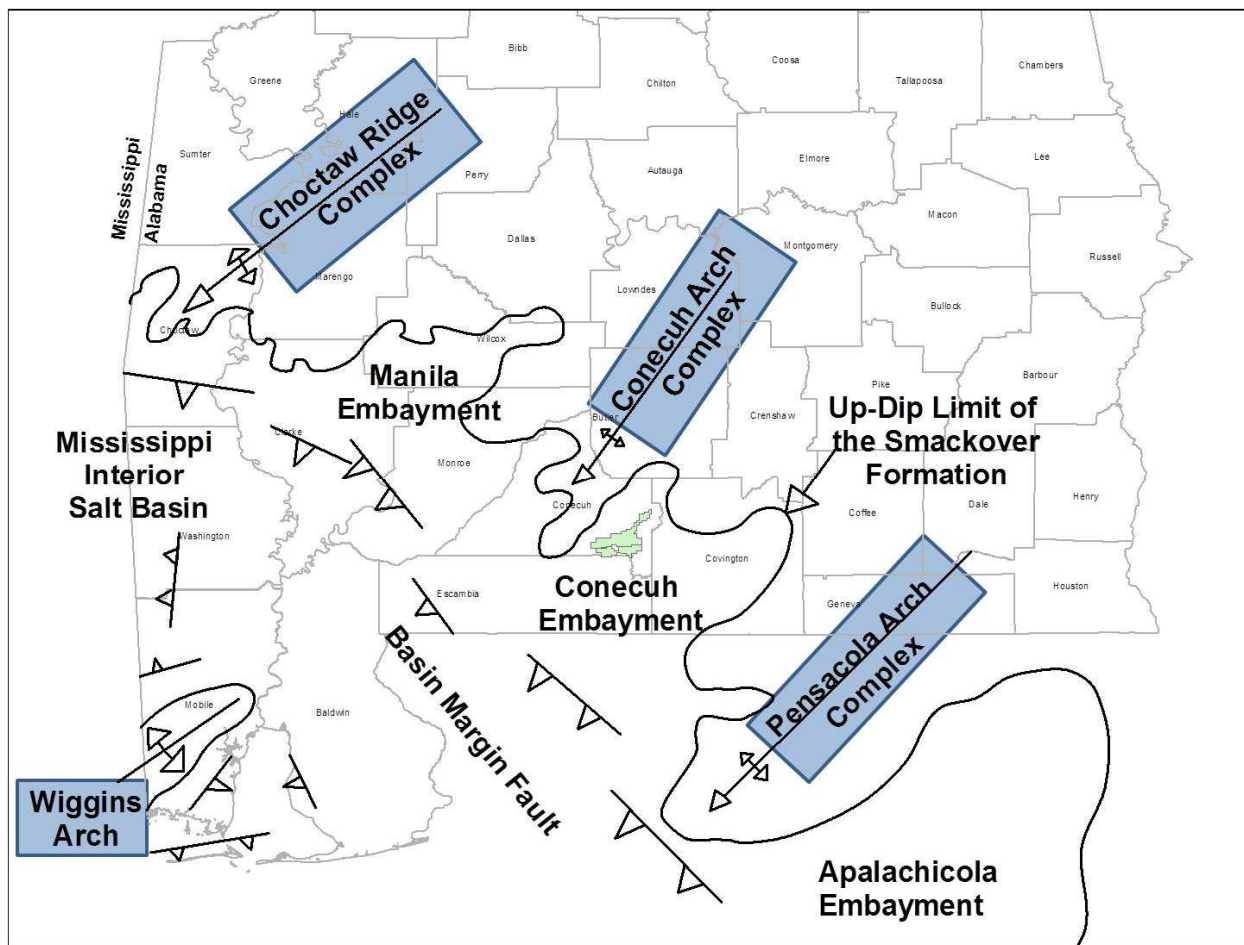 Bibb
Coosa
Chambers
Greene
Chilton
Tallapoosa
Hale
Choctaw Ridge
Complex
Sumter
Perry
Autauga
Elmore
Lee
Mississippi
Alabama
Macon
Dallas
Montgomery
Russell
Marengo
Lowndes
Bullock
Choctaw
Wilcox
Conecuh Arch
Complex
Manila
Embayment
Pike
Barbour
Butler
Crenshaw
Up-Dip Limit of
the Smackover
Formation
Clarke
Mississippi
Interior
Salt Basin
Monroe
Conecuh
Coffee
Dale
Henry
Washington
Covington
Escambia
Conecuh
Embayment
Geneva
Houston
Basin Margin Fault
Pensacola Arch
Complex
Mobile
Baldwin
Wiggins
Arch
Apalachicola
Embayment